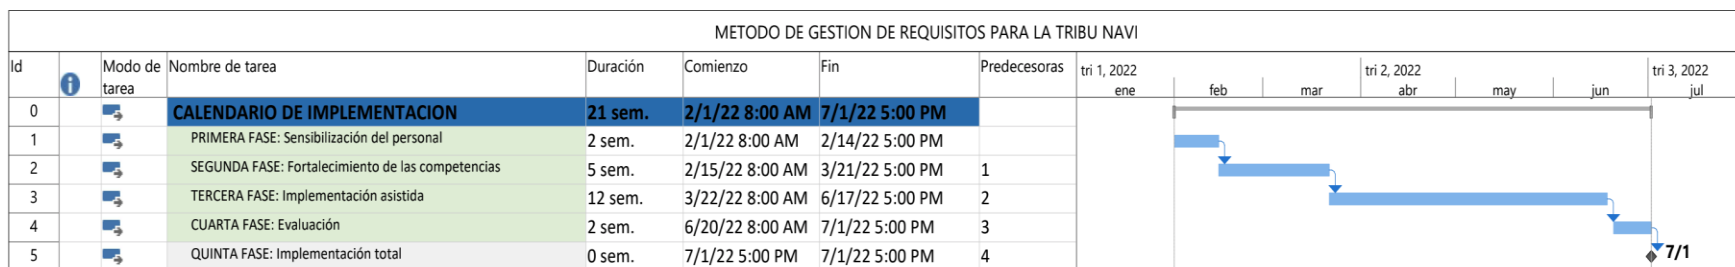 METODO DE GESTION DE REQUISITOS PARA LA TRIBU NAVI
Id Modo de tarea Nombre de tarea Duración Comienzo Fin Predecesoras
tri 1, 2022 tri 2, 2022 tri 3, 2022
ene feb mar abr may jun jul
0 CALENDARIO DE IMPLEMENTACION 21 sem. 2/1/22 8:00 AM 7/1/22 5:00 PM
1 PRIMERA FASE: Sensibilización del personal 2 sem. 2/1/22 8:00 AM 2/14/22 5:00 PM
2 SEGUNDA FASE: Fortalecimiento de las competencias 5 sem. 2/15/22 8:00 AM 3/21/22 5:00 PM 1
3 TERCERA FASE: Implementación asistida 12 sem. 3/22/22 8:00 AM 6/17/22 5:00 PM 2
4 CUARTA FASE: Evaluación 2 sem. 6/20/22 8:00 AM 7/1/22 5:00 PM 3
5 QUINTA FASE: Implementación total 0 sem. 7/1/22 5:00 PM 7/1/22 5:00 PM 4 7/1